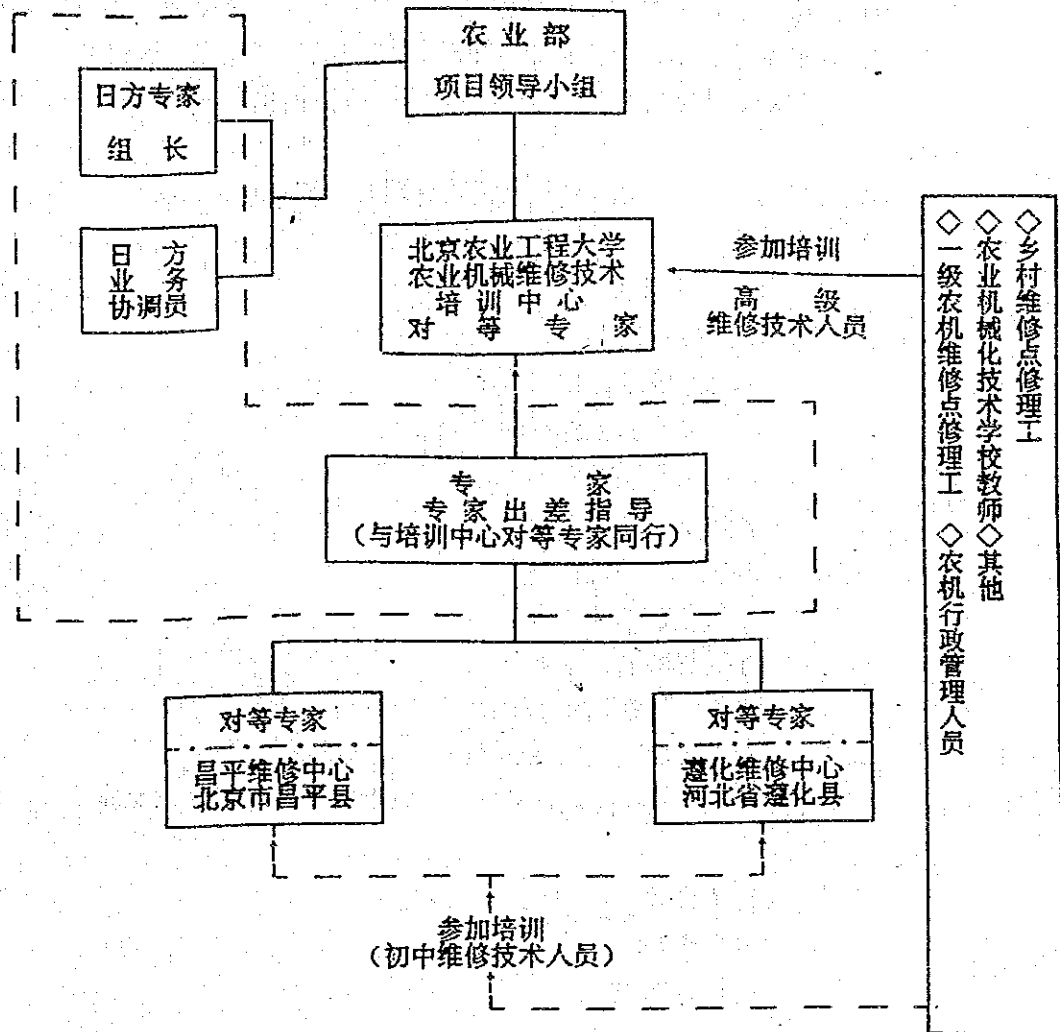 农业部
项目领导小组
日方专家
组长
日方
业务
协调员
北京农业工程大学
农业机械维修技术
培训中心
对等专家
参加培训
高级
维修技术人员
◇乡村维修点修理工
◇农业机械化技术学校教师◇其他
◇一级农机维修点修理工 ◇农机行政管理人员
专家
专家出差指导
(与培训中心对等专家同行)
对等专家
昌平维修中心
北京市昌平县
对等专家
遵化维修中心
河北省遵化县
参加培训
(初中维修技术人员)